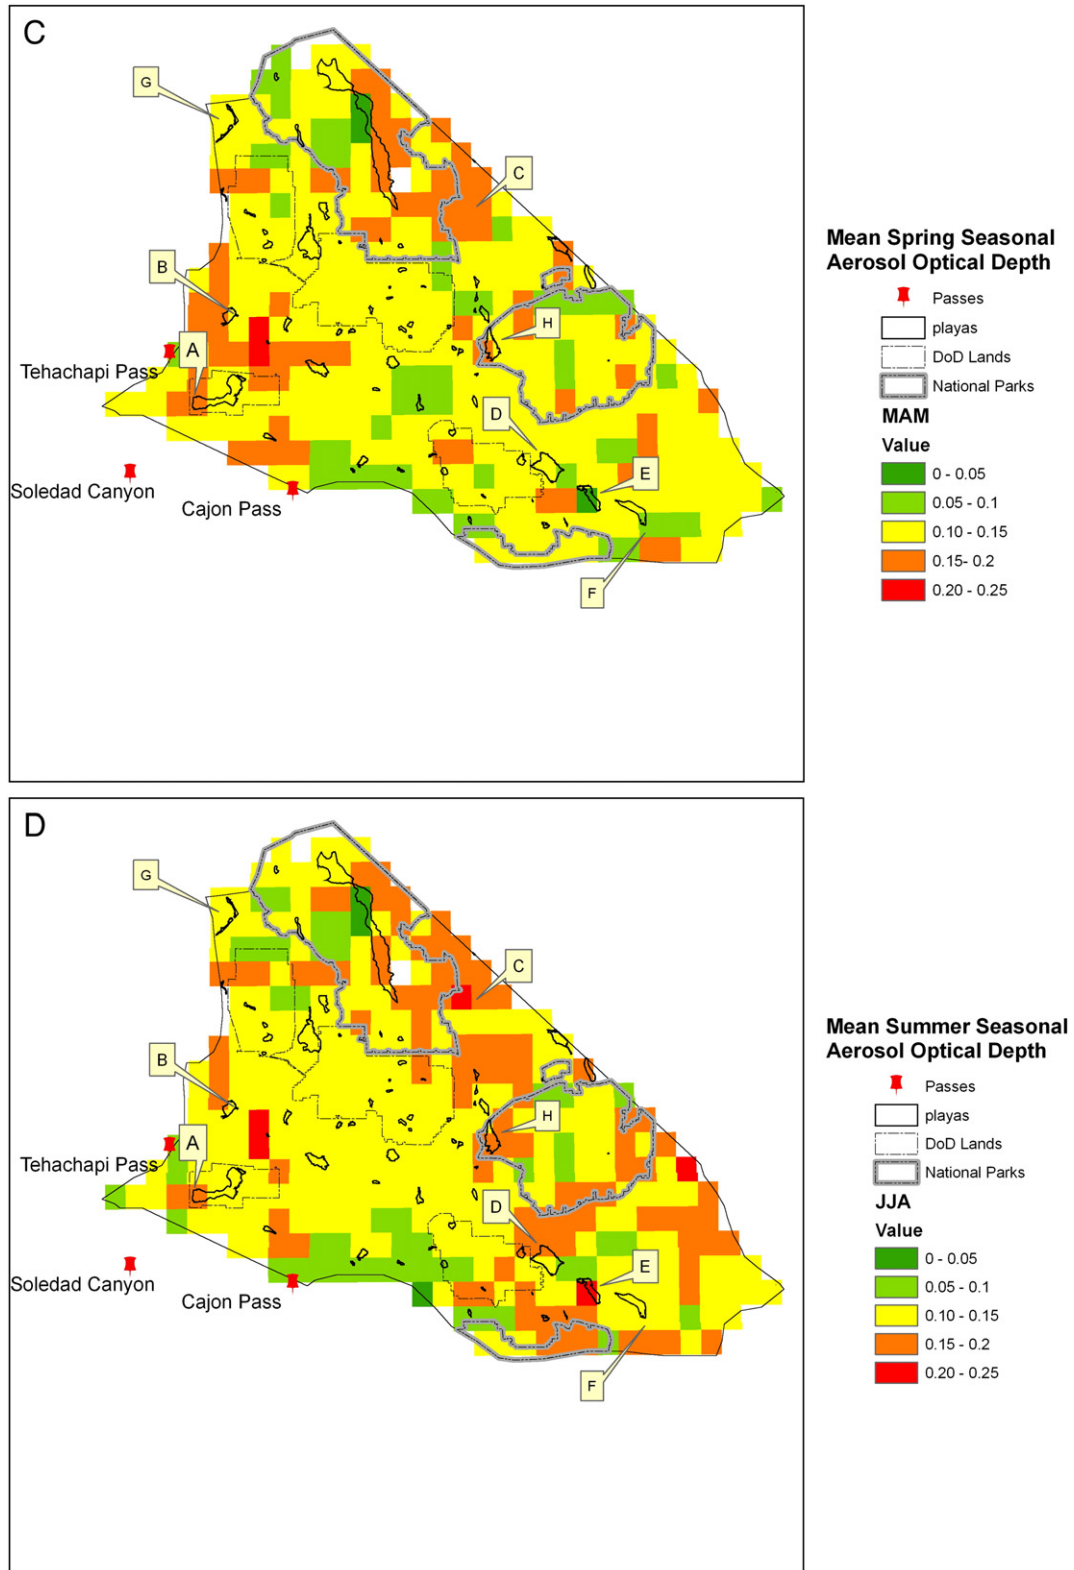 C
G
C
B
H
A
Tehachapi Pass
D
E
Soledad Canyon
Cajon Pass
F
Mean Spring Seasonal
Aerosol Optical Depth
Passes
playas
DoD Lands
National Parks
MAM
Value
0 - 0.05
0.05 - 0.1
0.10 - 0.15
0.15- 0.2
0.20 - 0.25
D
G
C
B
H
A
Tehachapi Pass
D
E
Soledad Canyon
Cajon Pass
F
Mean Summer Seasonal
Aerosol Optical Depth
Passes
playas
DoD Lands
National Parks
JJA
Value
0 - 0.05
0.05 - 0.1
0.10 - 0.15
0.15 - 0.2
0.20 - 0.25